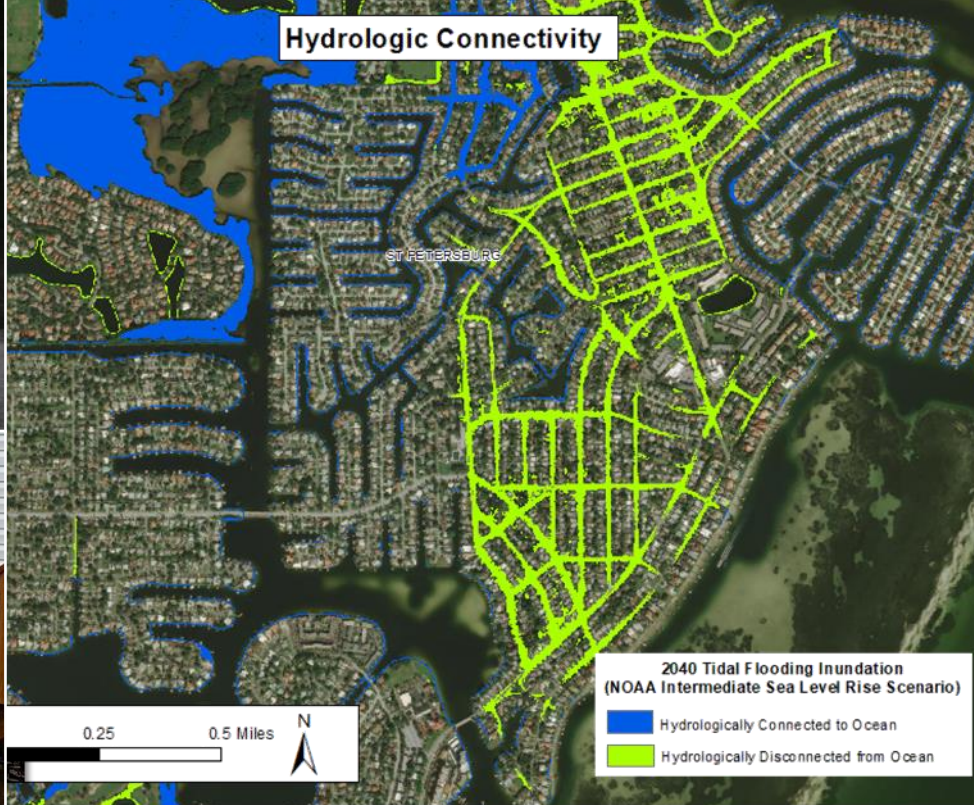 Hydrologic Connectivity
ST PETERSBURG
2040 Tidal Flooding Inundation
(NOAA Intermediate Sea Level Rise Scenario)
Hydrologically Connected to Ocean
Hydrologically Disconnected from Ocean
0.25
0.5 Miles
N